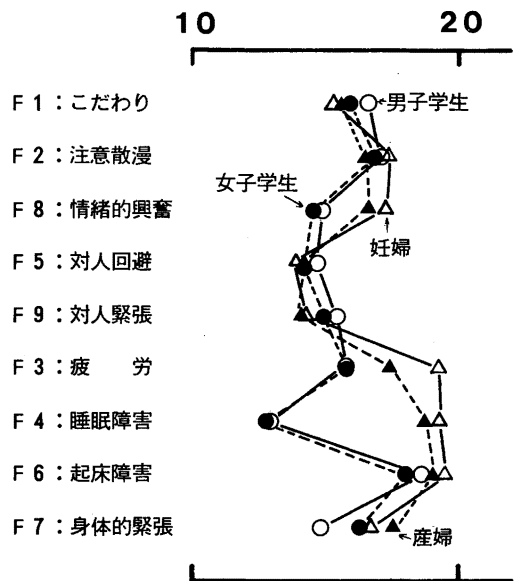 10 20
F1：こだわり
男子学生
F2：注意散漫
女子学生
F8：情緒的興奮
妊婦
F5：対人回避
F9：対人緊張
F3：疲　労
F4：睡眠障害
F6：起床障害
F7：身体的緊張
産婦